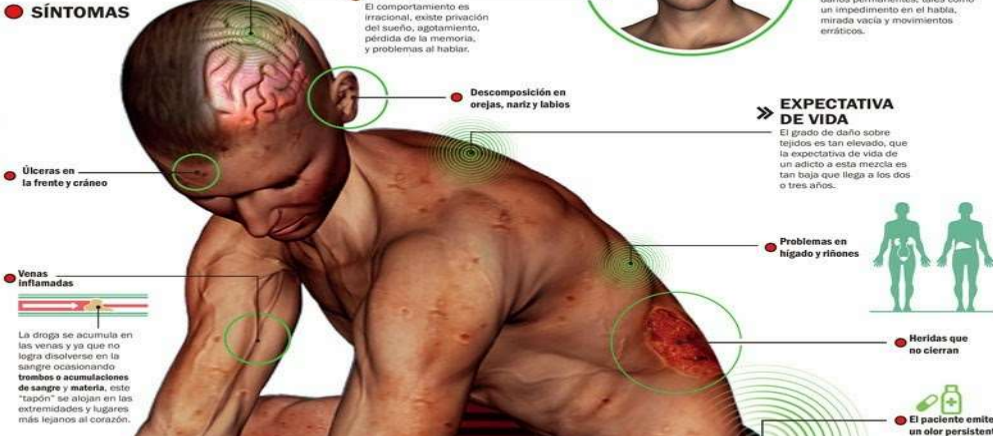 SÍNTOMAS
El comportamiento es
irracional, existe privación
del sueño, agotamiento,
pérdida de la memoria,
y problemas al hablar.
un impedimento en el habla,
mirada vacía y movimientos
erráticos.
Descomposición en
orejas, nariz y labios
» EXPECTATIVA
DE VIDA
El grado de daño sobre
tejidos es tan elevado, que
la expectativa de vida de
un adicto a esta mezcla es
tan baja que llega a los dos
o tres años.
Úlceras en
la frente y cráneo
Problemas en
hígado y riñones
Venas
inflamadas
La droga se acumula en
las venas y ya que no
logra disolverse en la
sangre ocasionando
trombos o acumulaciones
de sangre y materia, este
"tapón" se alojan en las
extremidades y lugares
más lejanos al corazón.
Heridas que
no cierran
El paciente emite
un olor persistent